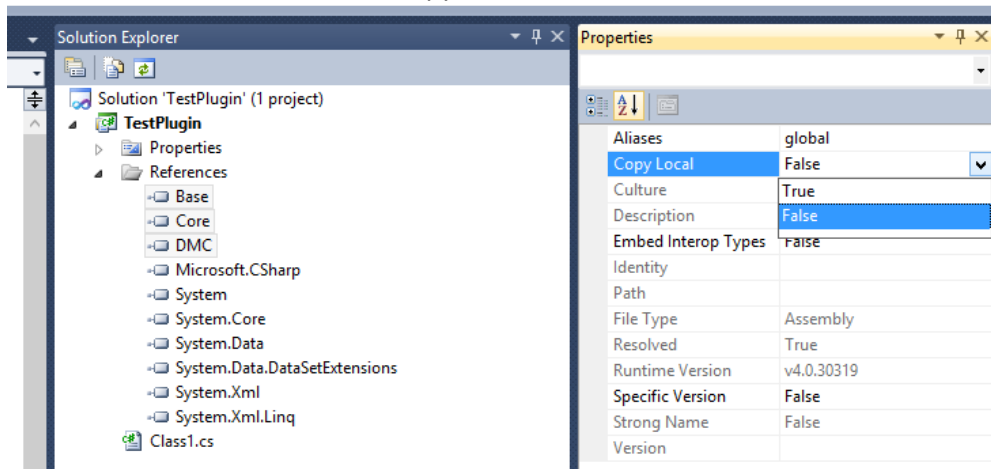 Solution Explorer
Solution 'TestPlugin' (1 project)
TestPlugin
Properties
References
Base
Core
DMC
Microsoft.CSharp
System
System.Core
System.Data
System.Data.DataSetExtensions
System.Xml
System.Xml.Linq
Class1.cs
Properties
Aliases global
Copy Local False
True
Culture
False
Description
Embed Interop Types False
Identity
Path
File Type Assembly
Resolved True
Runtime Version v4.0.30319
Specific Version False
Strong Name False
Version